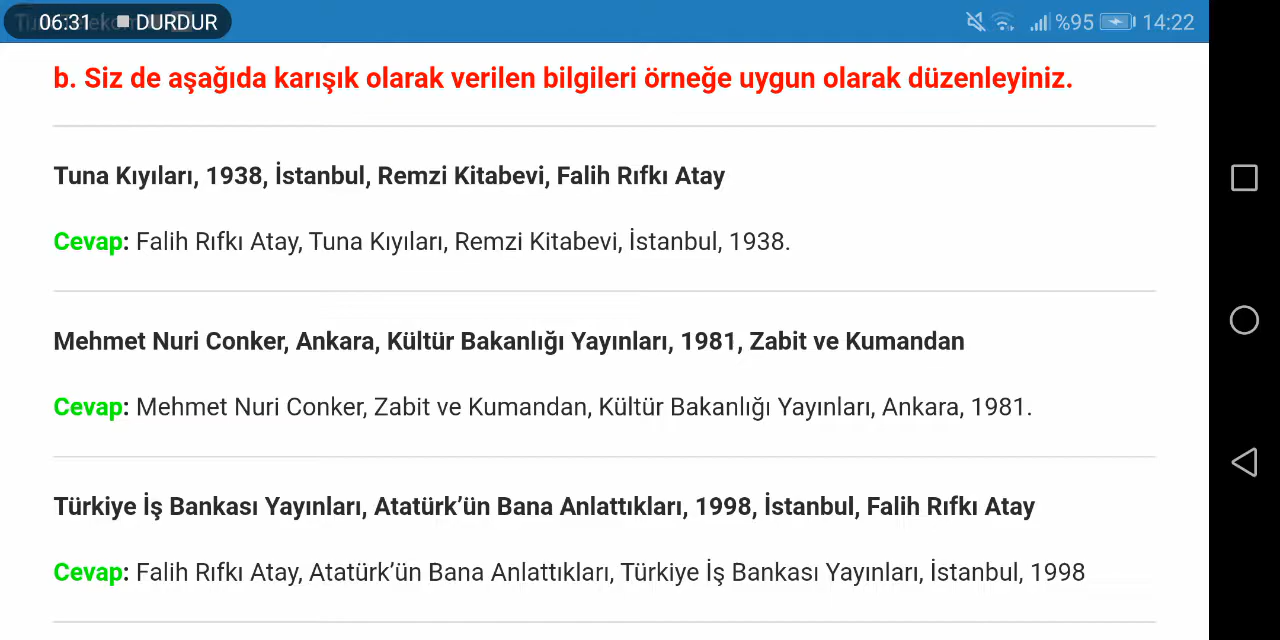 06:31 DURDUR %95 14:22
b. Siz de aşağıda karışık olarak verilen bilgileri örneğe uygun olarak düzenleyiniz.
Tuna Kıyıları, 1938, İstanbul, Remzi Kitabevi, Falih Rıfkı Atay
Cevap: Falih Rıfkı Atay, Tuna Kıyıları, Remzi Kitabevi, İstanbul, 1938.
Mehmet Nuri Conker, Ankara, Kültür Bakanlığı Yayınları, 1981, Zabit ve Kumandan
Cevap: Mehmet Nuri Conker, Zabit ve Kumandan, Kültür Bakanlığı Yayınları, Ankara, 1981.
Türkiye İş Bankası Yayınları, Atatürk’ün Bana Anlattıkları, 1998, İstanbul, Falih Rıfkı Atay
Cevap: Falih Rıfkı Atay, Atatürk’ün Bana Anlattıkları, Türkiye İş Bankası Yayınları, İstanbul, 1998